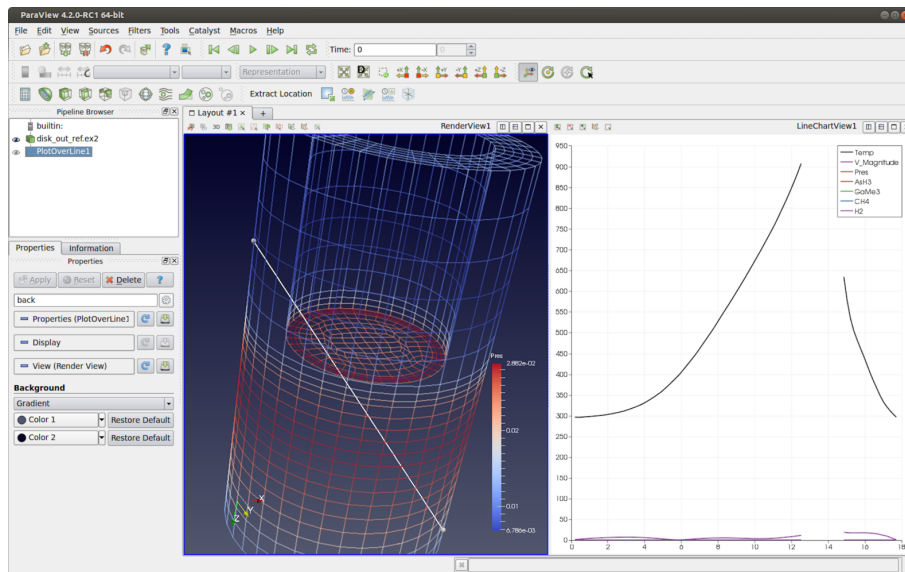 ParaView 4.2.0-RC1 64-bit
File Edit View Sources Filters Tools Catalyst Macros Help
Time: 0 0
Representation
Extract Location
Pipeline Browser
builtin:
disk_out_ref.ex2
PlotOverLine1
Properties Information
Properties
Apply Reset Delete ?
back
Properties (PlotOverLine1
Display
View (Render View)
Background
Gradient
Color 1 Restore Default
Color 2 Restore Default
Layout #1 × +
3D RenderView1
Pres
2.882e-02
0.02
0.01
6.786e-03
X
Y
Z
LineChartView1
Temp
V_Magnitude
Pres
AsH3
GaMe3
CH4
H2
950
900
850
800
750
700
650
600
550
500
450
400
350
300
250
200
150
100
50
0
0 2 4 6 8 10 12 14 16 18